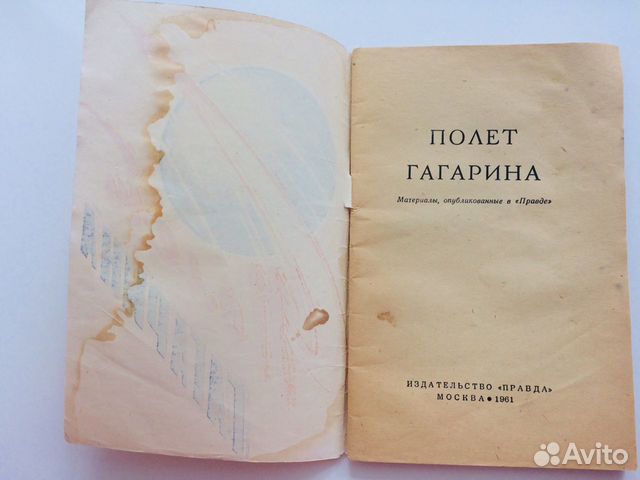 ПОЛЕТ
ГАГАРИНА
Материалы, опубликованные в «Правде»
ИЗДАТЕЛЬСТВО «ПРАВДА»
МОСКВА • 1961
Avito